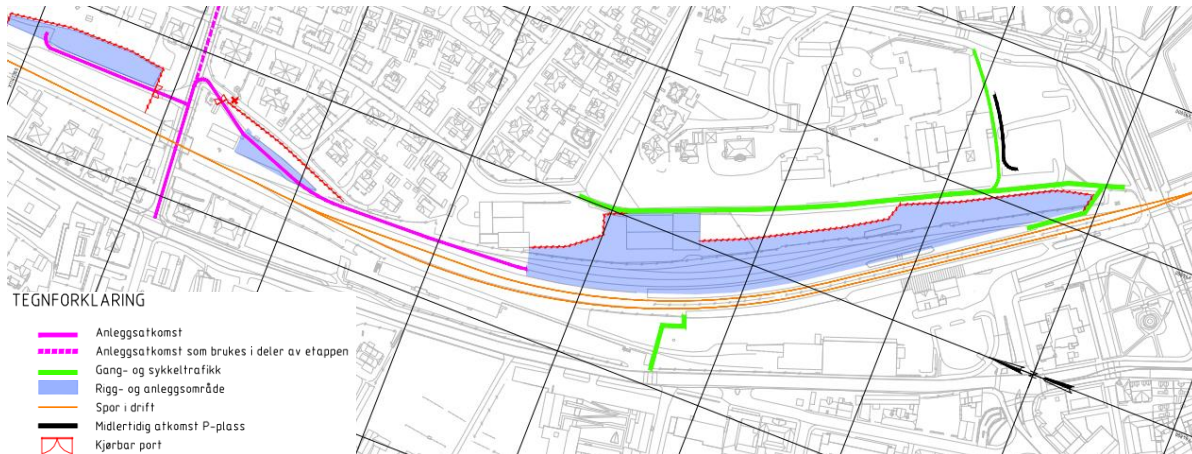 TEGNFORKLARING
Anleggsatkomst
Anleggsatkomst som brukes i deler av etappen
Gang- og sykkeltrafikk
Rigg- og anleggsområde
Spor i drift
Midlertidig atkomst P-plass
Kjørbar port